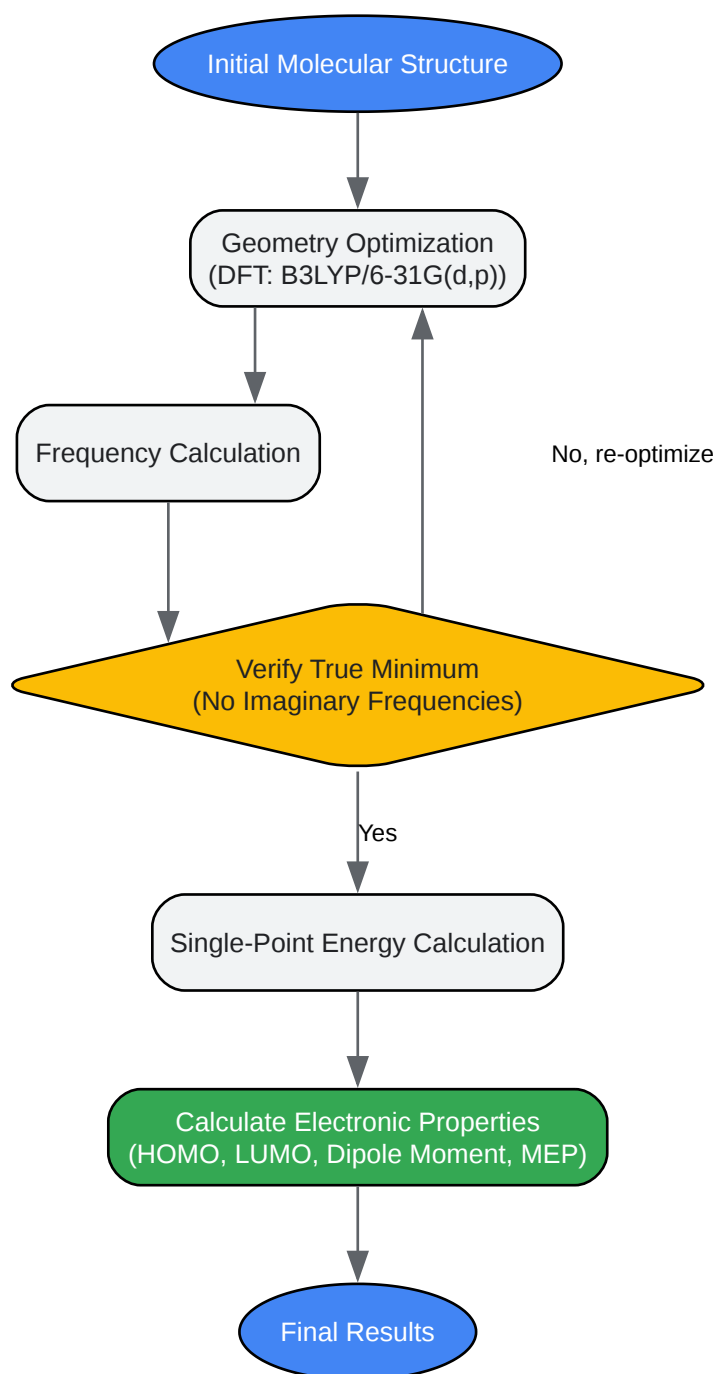 Initial Molecular Structure
Geometry Optimization
(DFT: B3LYP/6-31G(d,p))
Frequency Calculation
No, re-optimize
Verify True Minimum
(No Imaginary Frequencies)
Yes
Single-Point Energy Calculation
Calculate Electronic Properties
(HOMO, LUMO, Dipole Moment, MEP)
Final Results